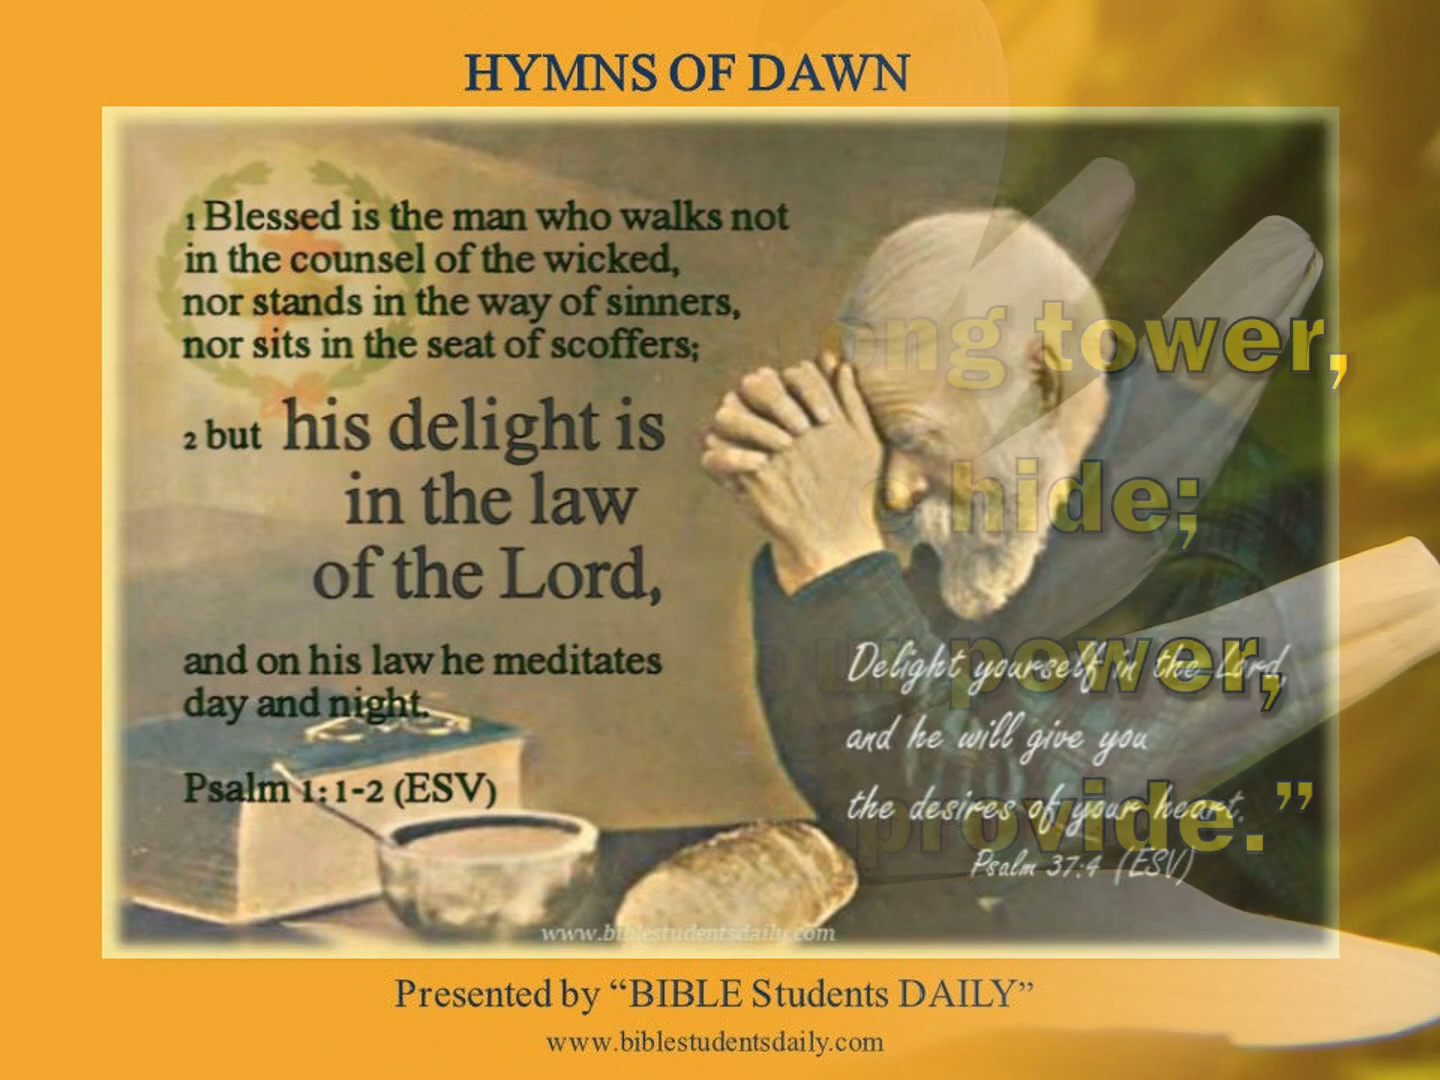 HYMNS OF DAWN
1 Blessed is the man who walks not
in the counsel of the wicked,
nor stands in the way of sinners,
nor sits in the seat of scoffers;
2 but his delight is
in the law
of the Lord,
and on his law he meditates
day and night.
Psalm 1:1-2 (ESV)
tower,
hide;
power,
provide.”
Delight yourself in the Lord,
and he will give you
the desires of your heart.
Psalm 37:4 (ESV)
www.biblestudentsdaily.com
Presented by “BIBLE Students DAILY”
www.biblestudentsdaily.com